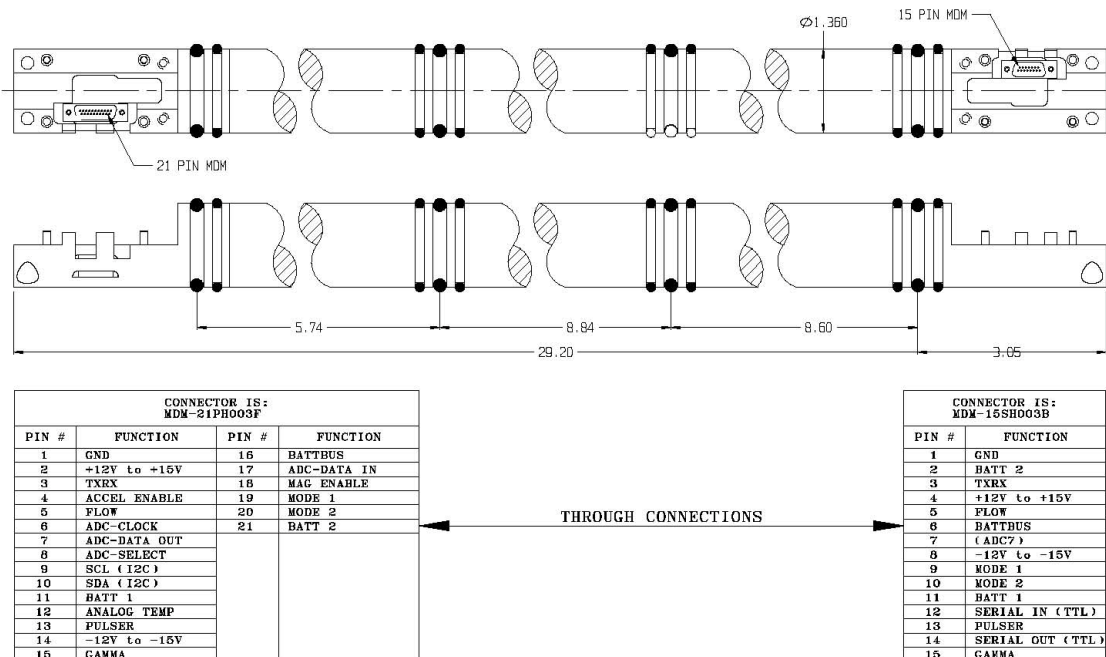 15 PIN MDM
Ø1.360
21 PIN MDM
5.74
8.84
8.60
29.20
3.05
CONNECTOR IS:
MDM-21PH003F
PIN # FUNCTION PIN # FUNCTION
1 GND 16 BATTBUS
2 +12V to +15V 17 ADC-DATA IN
3 TXRX 18 MAG ENABLE
4 ACCEL ENABLE 19 MODE 1
5 FLOW 20 MODE 2
6 ADC-CLOCK 21 BATT 2
7 ADC-DATA OUT
8 ADC-SELECT
9 SCL (I2C)
10 SDA (I2C)
11 BATT 1
12 ANALOG TEMP
13 PULSER
14 -12V to -15V
15 GAMMA
THROUGH CONNECTIONS
CONNECTOR IS:
MDM-15SH003B
PIN # FUNCTION
1 GND
2 BATT 2
3 TXRX
4 +12V to +15V
5 FLOW
6 BATTBUS
7 (ADC7)
8 -12V to -15V
9 MODE 1
10 MODE 2
11 BATT 1
12 SERIAL IN (TTL)
13 PULSER
14 SERIAL OUT (TTL)
15 GAMMA